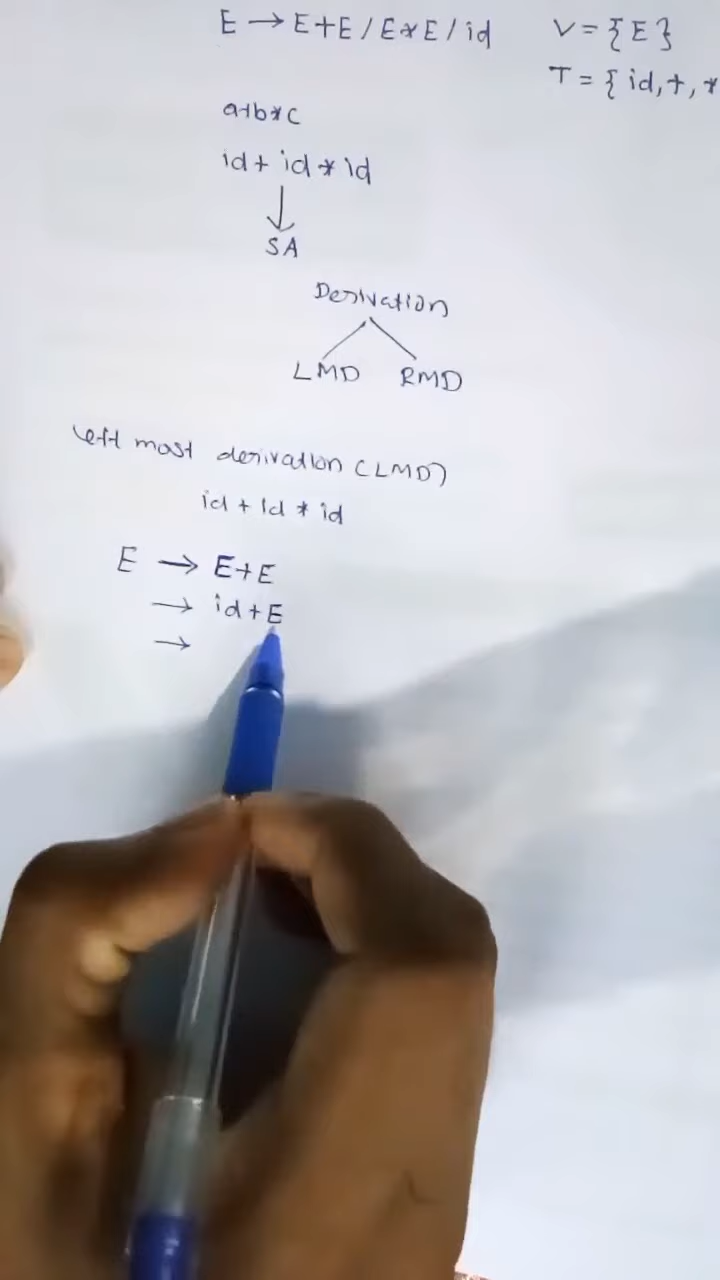 E → E+E / E*E / id V = {E}
T = {id, +, *
a+b*c
id + id * id
↓
SA
Derivation
LMD RMD
Left most derivation (LMD)
id + id * id
E → E+E
→ id + E
→